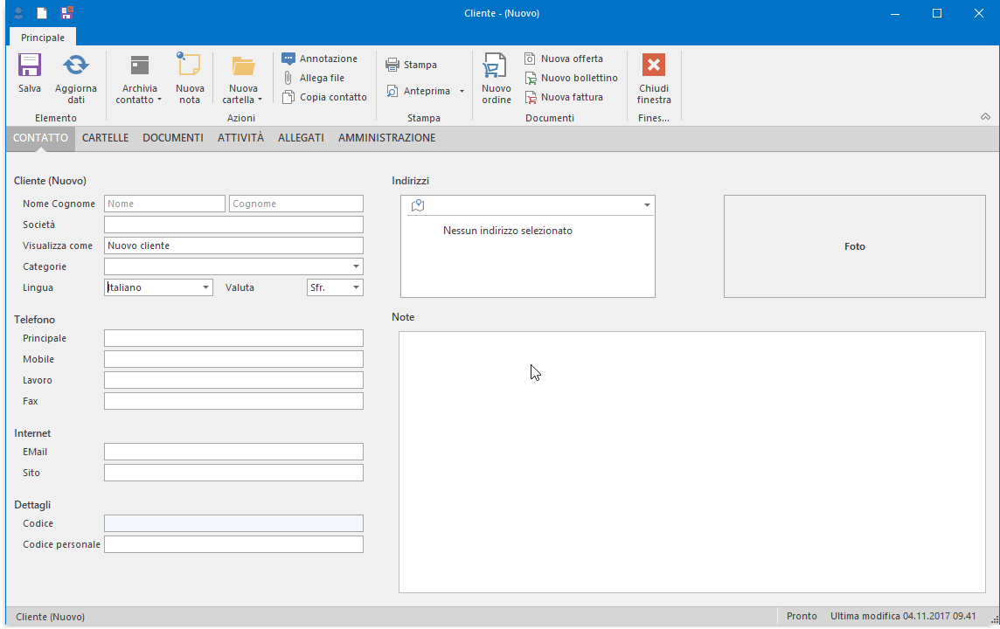 Cliente - (Nuovo)
Principale
Salva
Aggiorna dati
Elemento
Archivia contatto
Nuova nota
Nuova cartella
Annotazione
Allega file
Copia contatto
Azioni
Stampa
Anteprima
Stampa
Nuovo ordine
Nuova offerta
Nuovo bollettino
Nuova fattura
Documenti
Chiudi finestra
Fines...
CONTATTO CARTELLE DOCUMENTI ATTIVITÀ ALLEGATI AMMINISTRAZIONE
Cliente (Nuovo)
Nome Cognome Nome Cognome
Società
Visualizza come Nuovo cliente
Categorie
Lingua Italiano Valuta Sfr.
Telefono
Principale
Mobile
Lavoro
Fax
Internet
EMail
Sito
Dettagli
Codice
Codice personale
Indirizzi
Nessun indirizzo selezionato
Foto
Note
Cliente (Nuovo)
Pronto Ultima modifica 04.11.2017 09.41